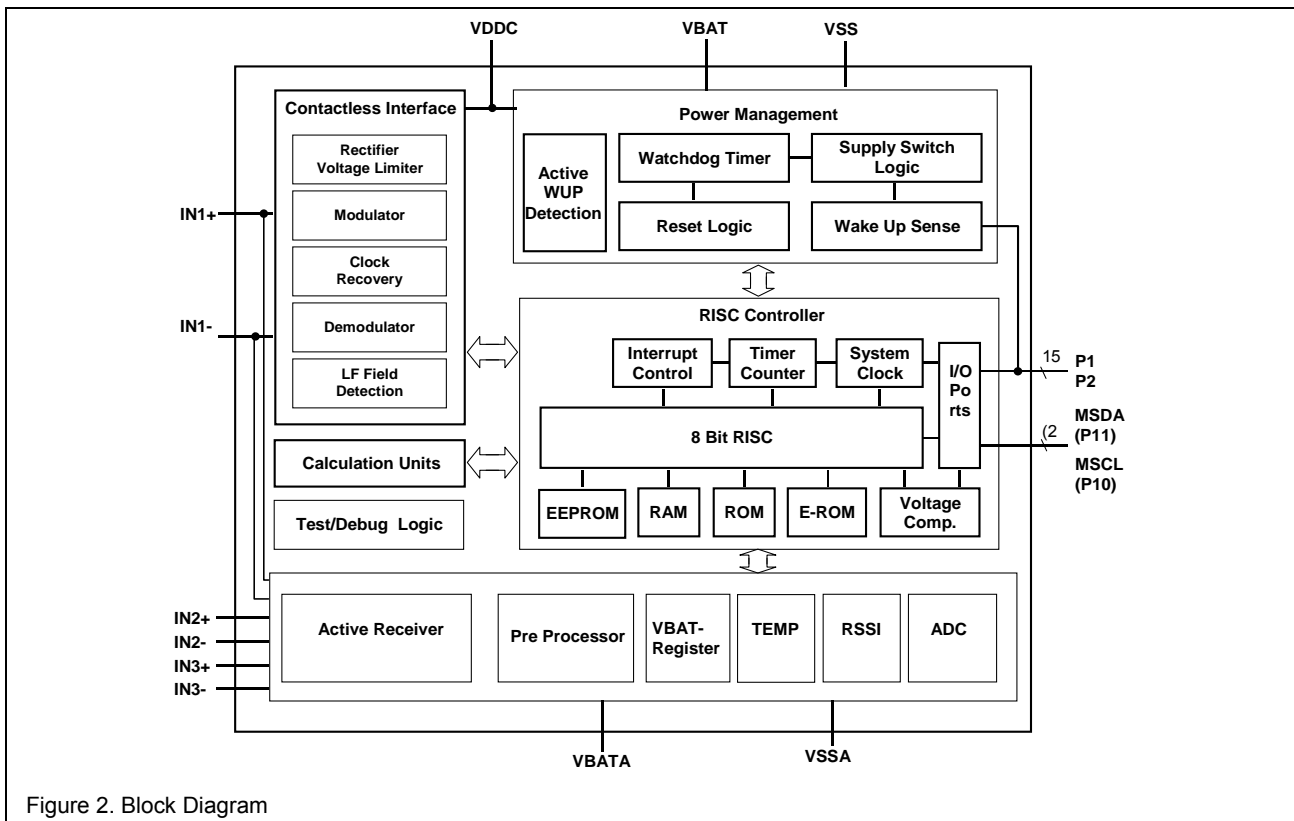 VDDC
VBAT
VSS
Contactless Interface
Rectifier
Voltage Limiter
Modulator
Clock
Recovery
Demodulator
LF Field
Detection
Power Management
Active
WUP
Detection
Watchdog Timer
Supply Switch
Logic
Reset Logic
Wake Up Sense
IN1+
IN1-
RISC Controller
Interrupt
Control
Timer
Counter
System
Clock
I/O
Po
rts
8 Bit RISC
EEPROM
RAM
ROM
E-ROM
Voltage
Comp.
15
P1
P2
MSDA
(2
(P11)
MSCL
(P10)
Calculation Units
Test/Debug Logic
IN2+
IN2-
IN3+
IN3-
Active Receiver
Pre Processor
VBAT-
Register
TEMP
RSSI
ADC
VBATA
VSSA
Figure 2. Block Diagram